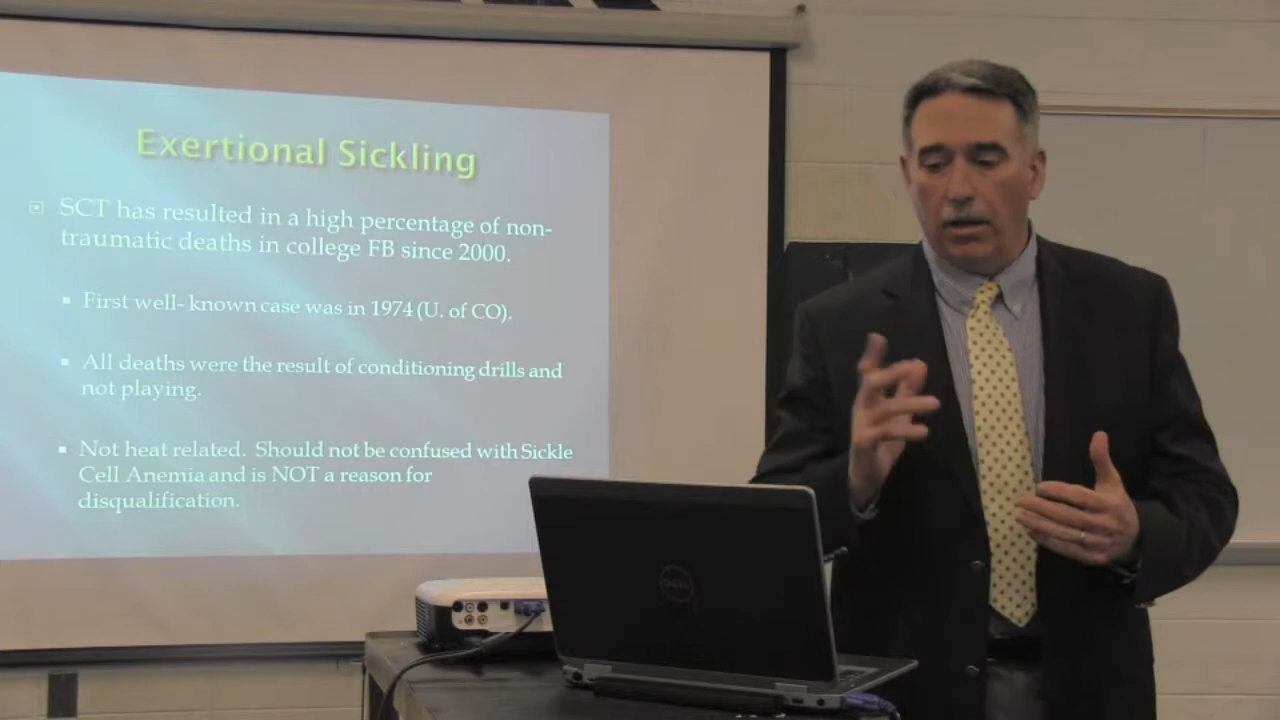 Exertional Sickling
SCT has resulted in a high percentage of non-
traumatic deaths in college FB since 2000.
First well- known case was in 1974 (U. of CO).
All deaths were the result of conditioning drills and
not playing.
Not heat related. Should not be confused with Sickle
Cell Anemia and is NOT a reason for
disqualification.
DELL